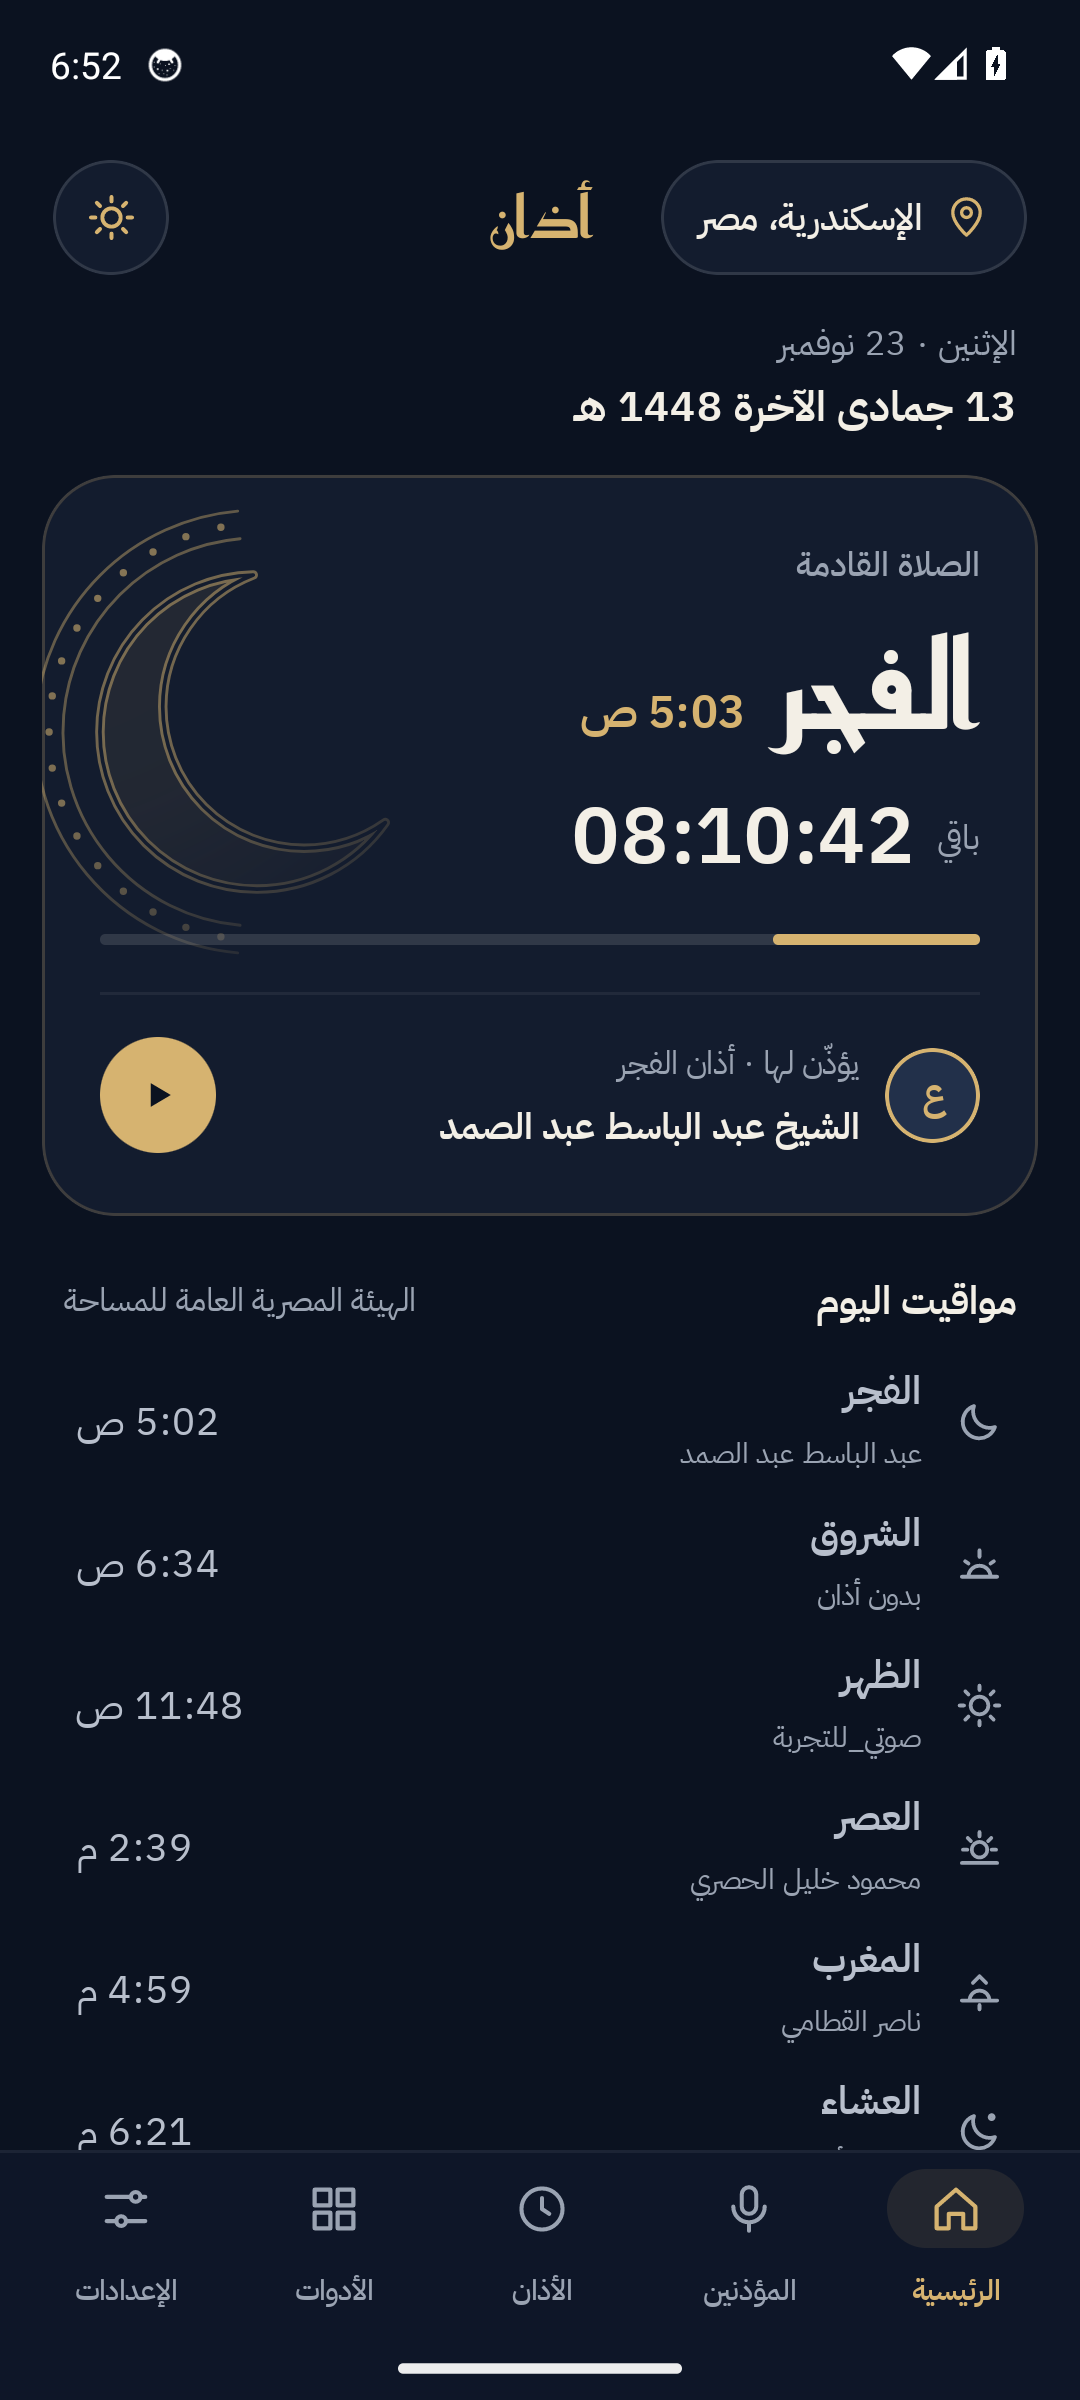 6:52
الإسكندرية، مصر
أذان
الإثنين · 23 نوفمبر
13 جمادى الآخرة 1448 هـ
الصلاة القادمة
الفجر 5:03 ص
باقي 08:10:42
ع
يؤذّن لها · أذان الفجر
الشيخ عبد الباسط عبد الصمد
مواقيت اليوم
الهيئة المصرية العامة للمساحة
الفجر
عبد الباسط عبد الصمد
5:02 ص
الشروق
بدون أذان
6:34 ص
الظهر
صوتي_للتجربة
11:48 ص
العصر
محمود خليل الحصري
2:39 م
المغرب
ناصر القطامي
4:59 م
العشاء
6:21 م
الرئيسية
المؤذنين
الأذان
الأدوات
الإعدادات